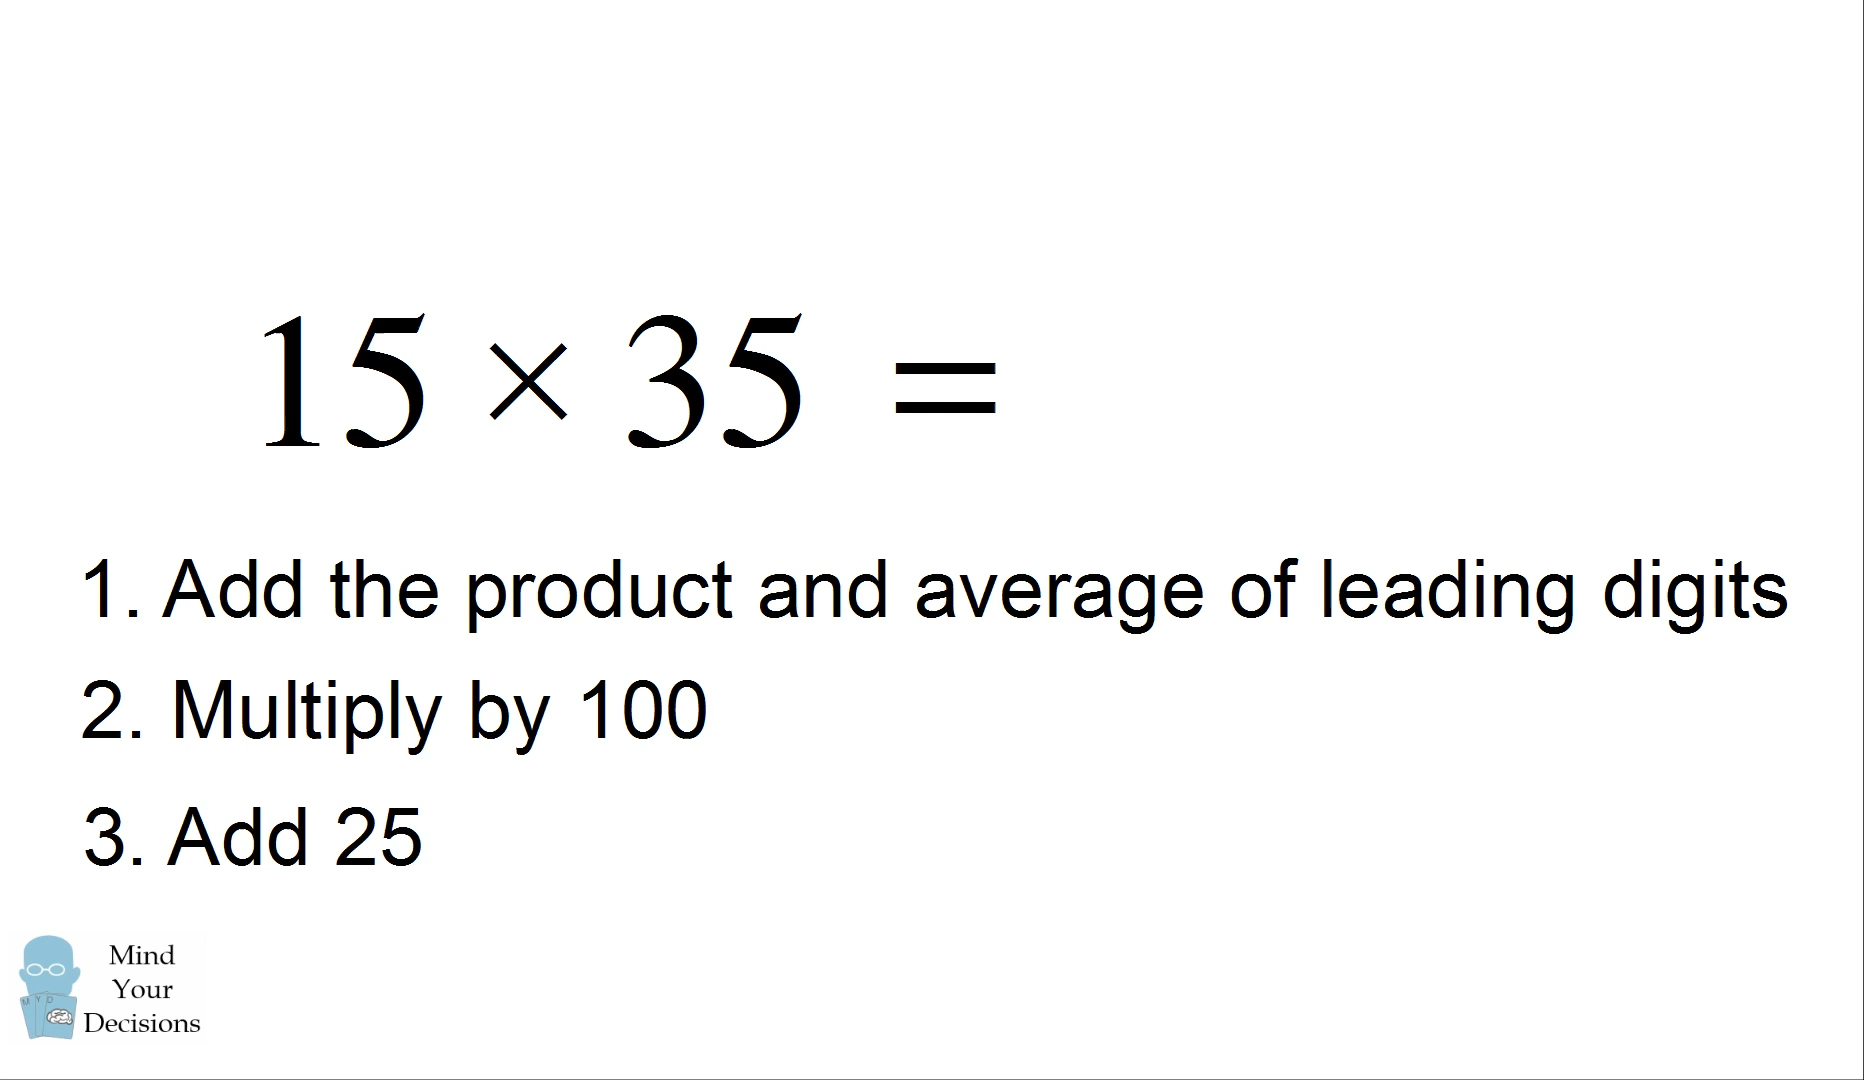 15 × 35 =
1. Add the product and average of leading digits
2. Multiply by 100
3. Add 25
Mind
Your
Decisions
M Y D